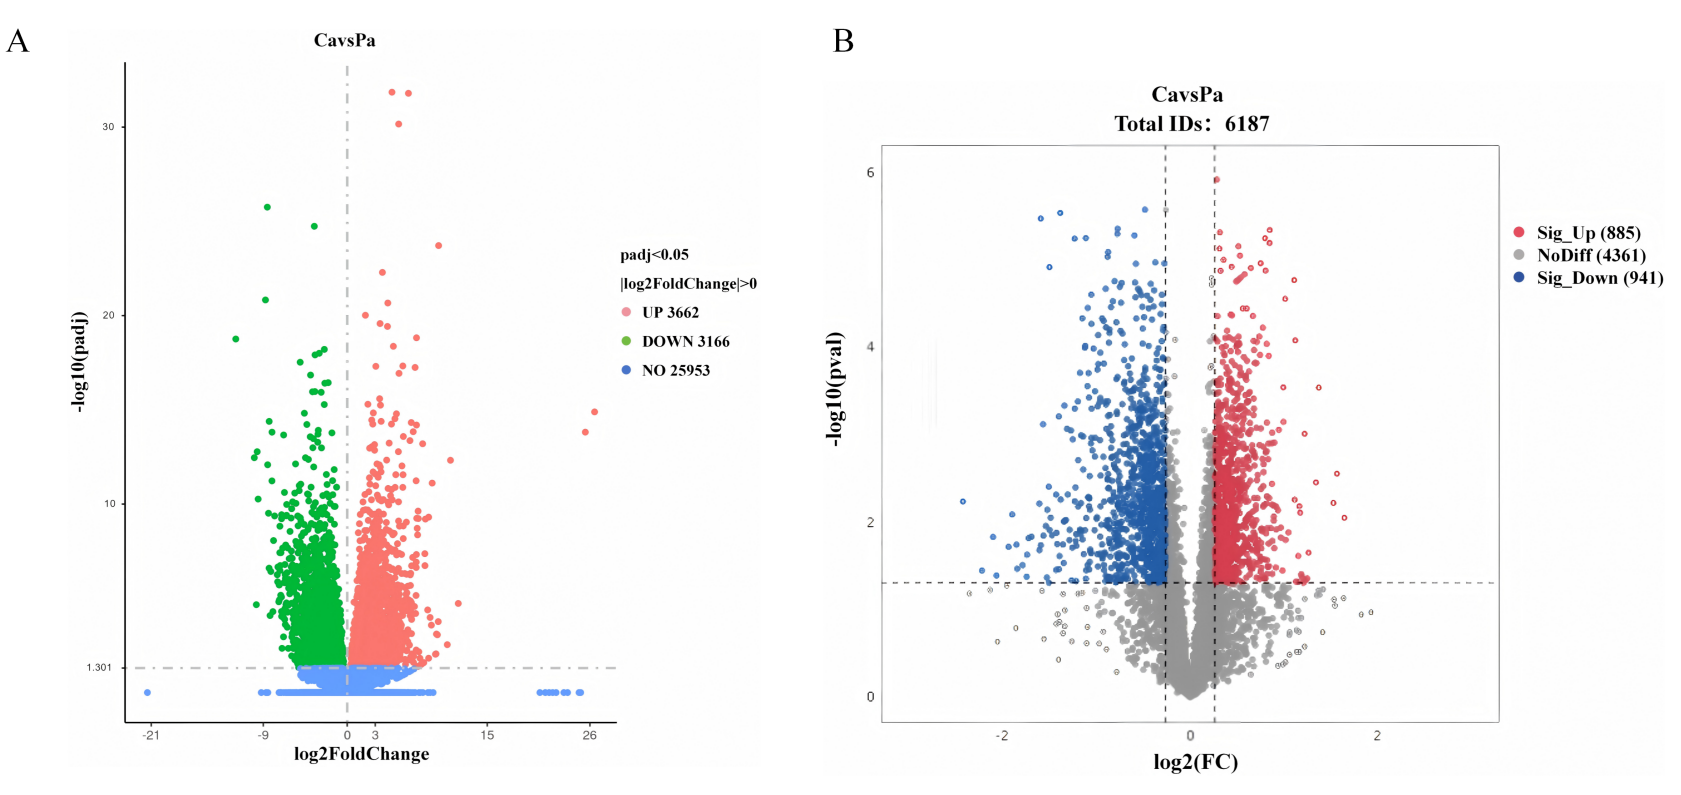 A
CavsPa
30
20
10
1.301
-log10(padj)
-21
-9
0
3
15
26
log2FoldChange
padj<0.05
|log2FoldChange|>0
UP 3662
DOWN 3166
NO 25953
B
CavsPa
Total IDs: 6187
6
4
2
0
-log10(pval)
-2
0
2
log2(FC)
Sig_Up (885)
NoDiff (4361)
Sig_Down (941)